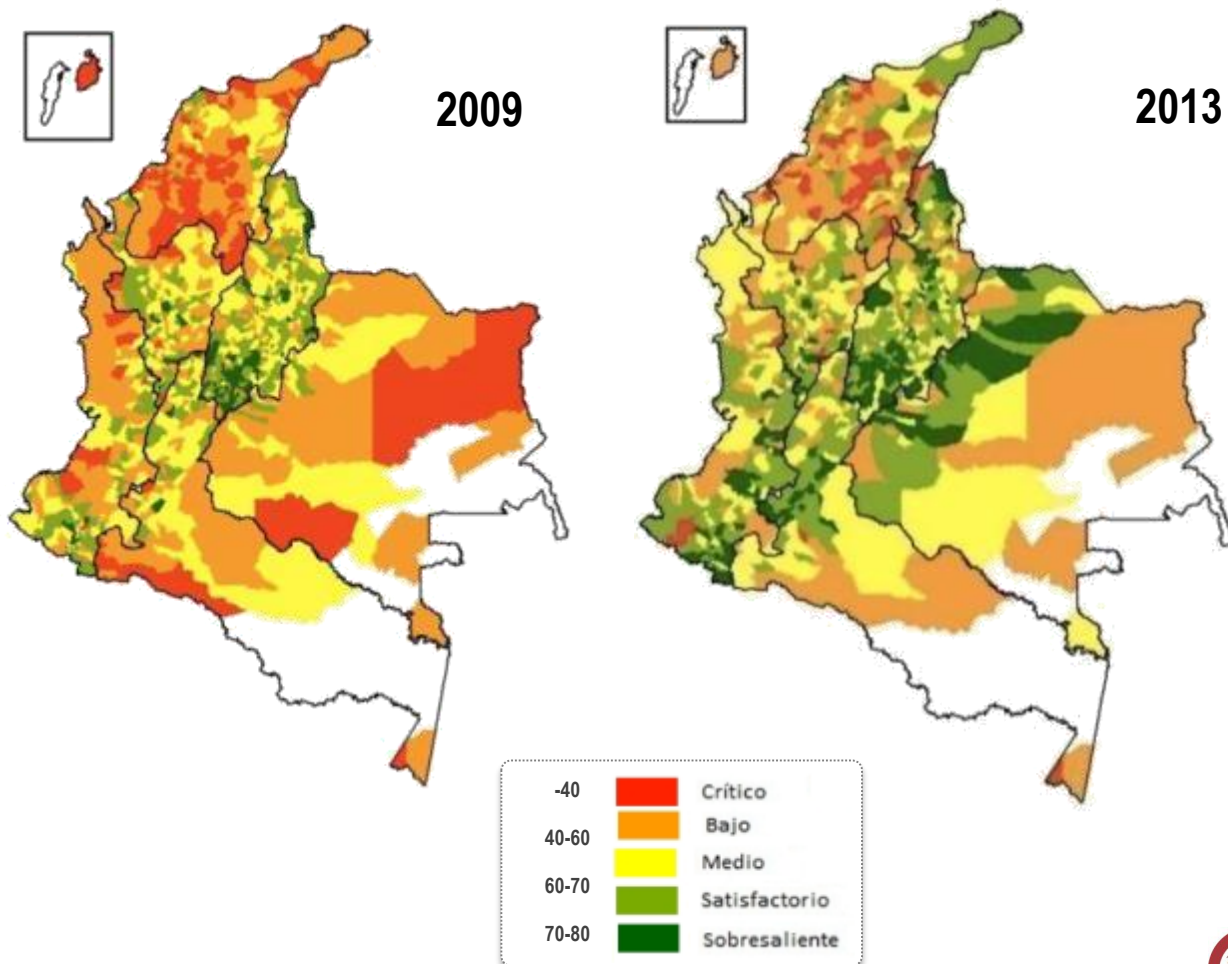 2009
2013
-40 Crítico
40-60 Bajo
Medio
60-70 Satisfactorio
70-80 Sobresaliente